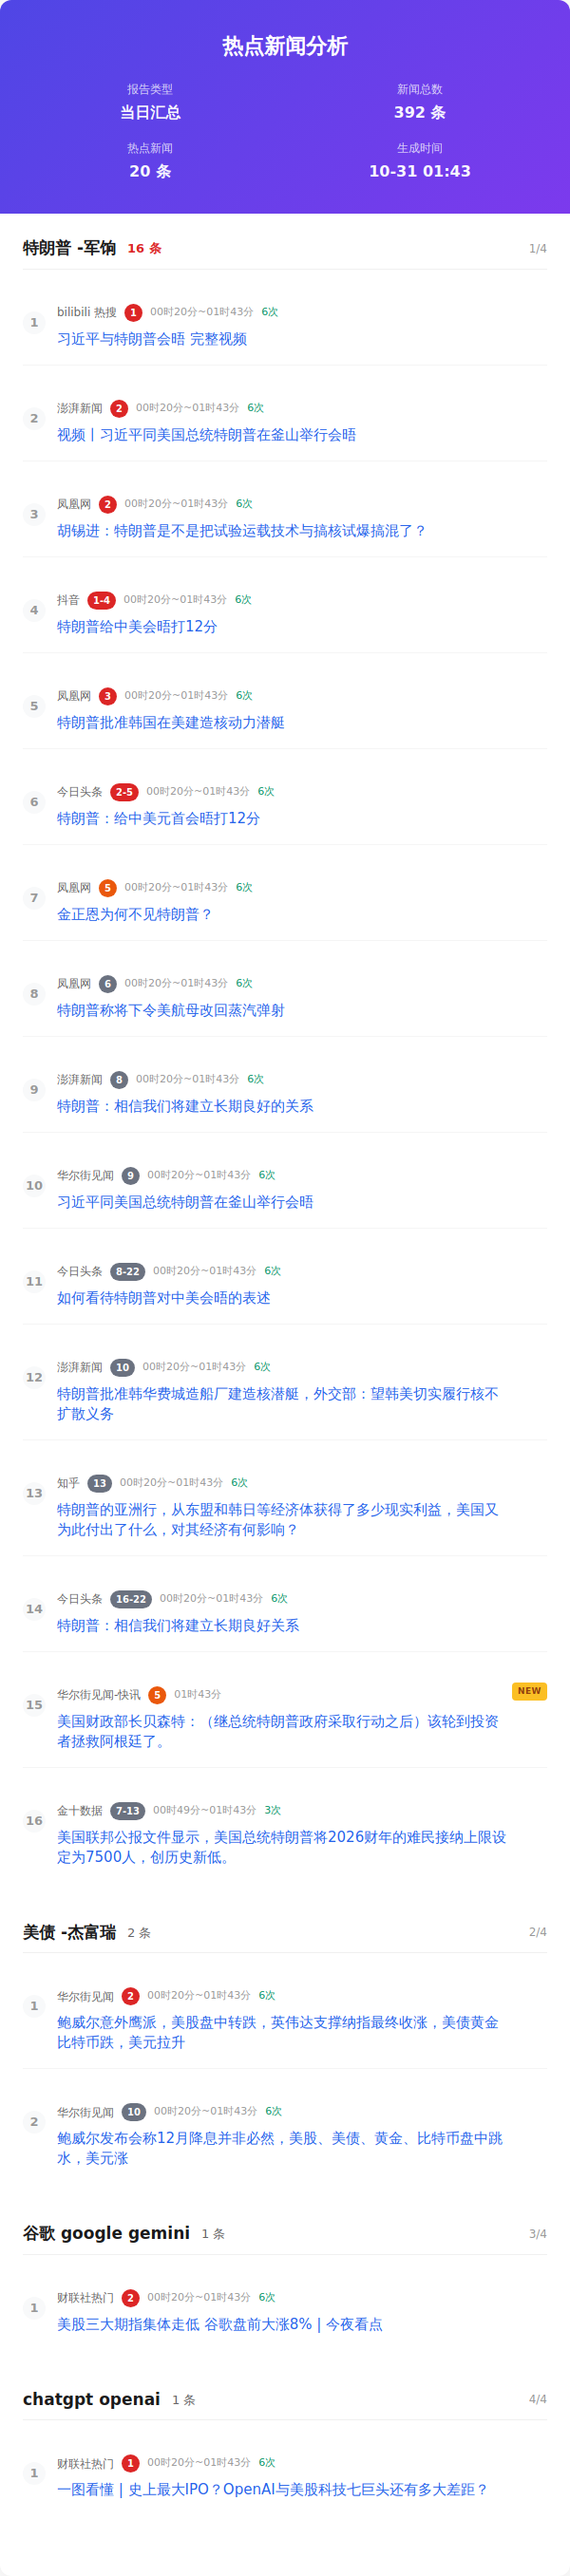 热点新闻分析
报告类型
新闻总数
当日汇总
392 条
热点新闻
生成时间
20 条
10-31 01:43
特朗普 -军饷 16 条 1/4
1
bilibili 热搜 1 00时20分~01时43分 6次
习近平与特朗普会晤 完整视频
2
澎湃新闻 2 00时20分~01时43分 6次
视频丨习近平同美国总统特朗普在釜山举行会晤
3
凤凰网 2 00时20分~01时43分 6次
胡锡进：特朗普是不是把试验运载技术与搞核试爆搞混了？
4
抖音 1-4 00时20分~01时43分 6次
特朗普给中美会晤打12分
5
凤凰网 3 00时20分~01时43分 6次
特朗普批准韩国在美建造核动力潜艇
6
今日头条 2-5 00时20分~01时43分 6次
特朗普：给中美元首会晤打12分
7
凤凰网 5 00时20分~01时43分 6次
金正恩为何不见特朗普？
8
凤凰网 6 00时20分~01时43分 6次
特朗普称将下令美航母改回蒸汽弹射
9
澎湃新闻 8 00时20分~01时43分 6次
特朗普：相信我们将建立长期良好的关系
10
华尔街见闻 9 00时20分~01时43分 6次
习近平同美国总统特朗普在釜山举行会晤
11
今日头条 8-22 00时20分~01时43分 6次
如何看待特朗普对中美会晤的表述
12
澎湃新闻 10 00时20分~01时43分 6次
特朗普批准韩华费城造船厂建造核潜艇，外交部：望韩美切实履行核不
扩散义务
13
知乎 13 00时20分~01时43分 6次
特朗普的亚洲行，从东盟和韩日等经济体获得了多少现实利益，美国又
为此付出了什么，对其经济有何影响？
14
今日头条 16-22 00时20分~01时43分 6次
特朗普：相信我们将建立长期良好关系
15
华尔街见闻-快讯 5 01时43分 NEW
美国财政部长贝森特：（继总统特朗普政府采取行动之后）该轮到投资
者拯救阿根廷了。
16
金十数据 7-13 00时49分~01时43分 3次
美国联邦公报文件显示，美国总统特朗普将2026财年的难民接纳上限设
定为7500人，创历史新低。
美债 -杰富瑞 2 条 2/4
1
华尔街见闻 2 00时20分~01时43分 6次
鲍威尔意外鹰派，美股盘中转跌，英伟达支撑纳指最终收涨，美债黄金
比特币跌，美元拉升
2
华尔街见闻 10 00时20分~01时43分 6次
鲍威尔发布会称12月降息并非必然，美股、美债、黄金、比特币盘中跳
水，美元涨
谷歌 google gemini 1 条 3/4
1
财联社热门 2 00时20分~01时43分 6次
美股三大期指集体走低 谷歌盘前大涨8% | 今夜看点
chatgpt openai 1 条 4/4
1
财联社热门 1 00时20分~01时43分 6次
一图看懂 | 史上最大IPO？OpenAI与美股科技七巨头还有多大差距？